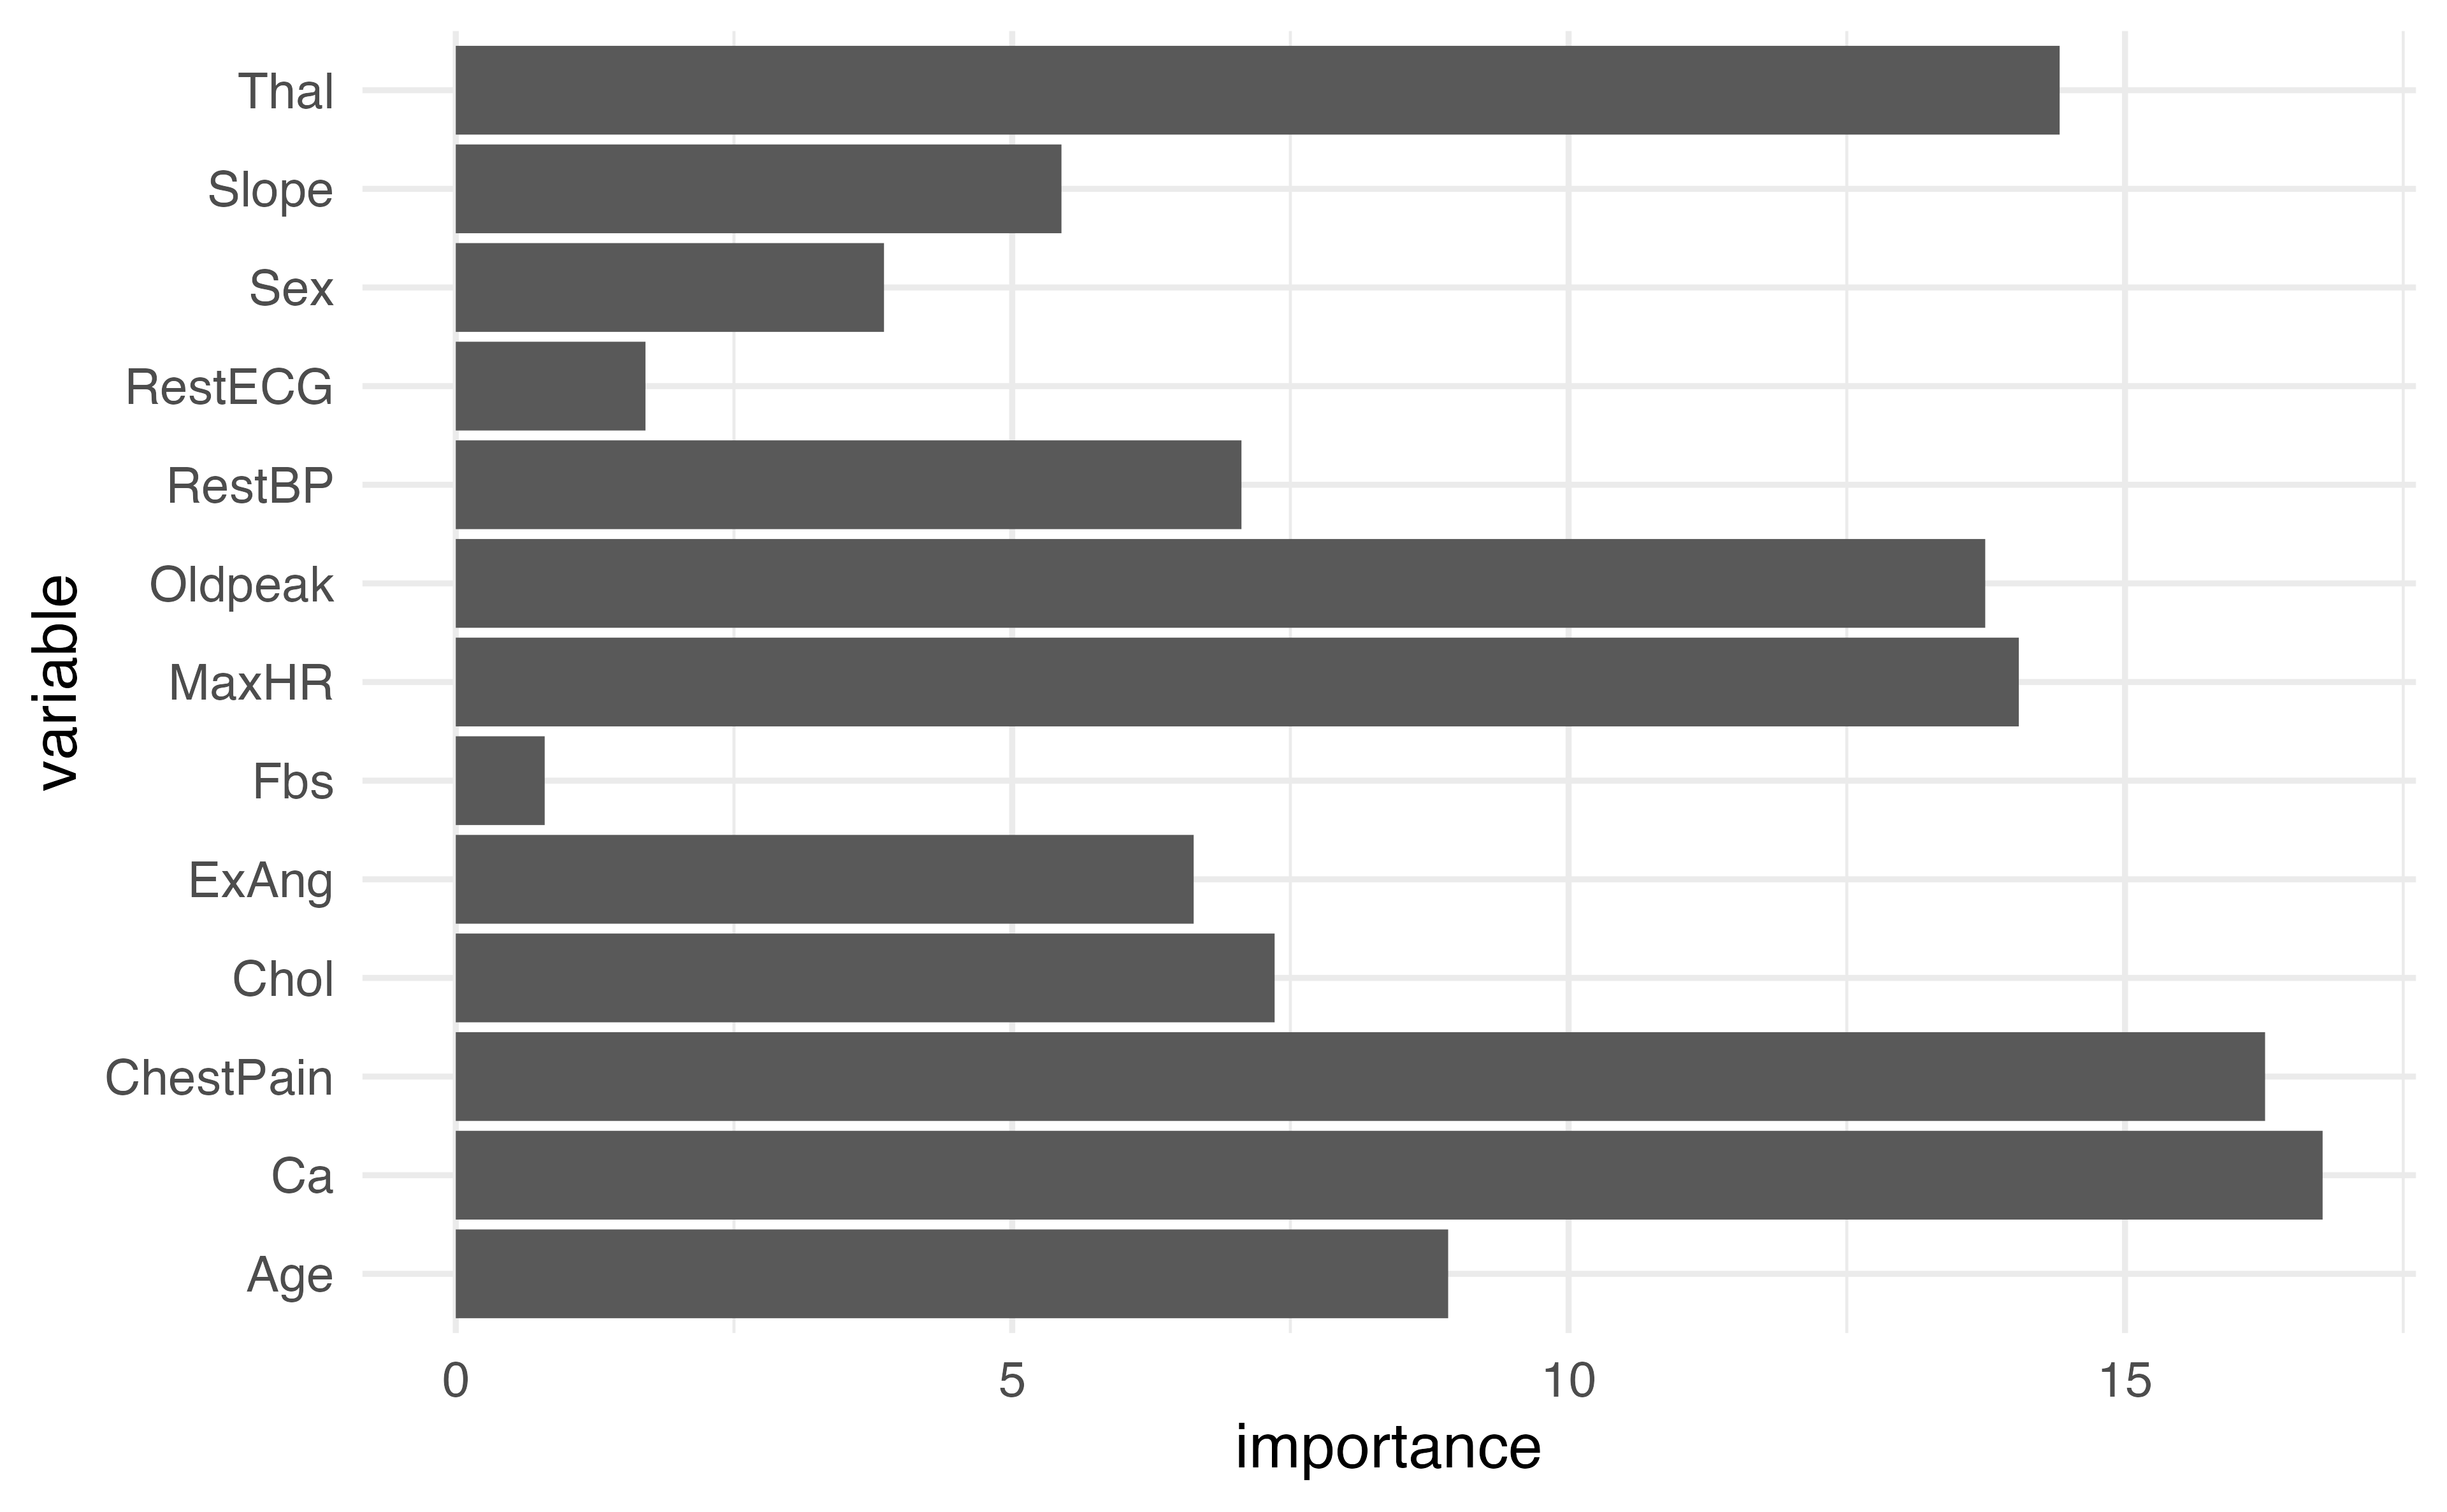 Thal
Slope
Sex
RestECG
RestBP
Oldpeak
MaxHR
Fbs
ExAng
Chol
ChestPain
Ca
Age
variable
0 5 10 15
importance